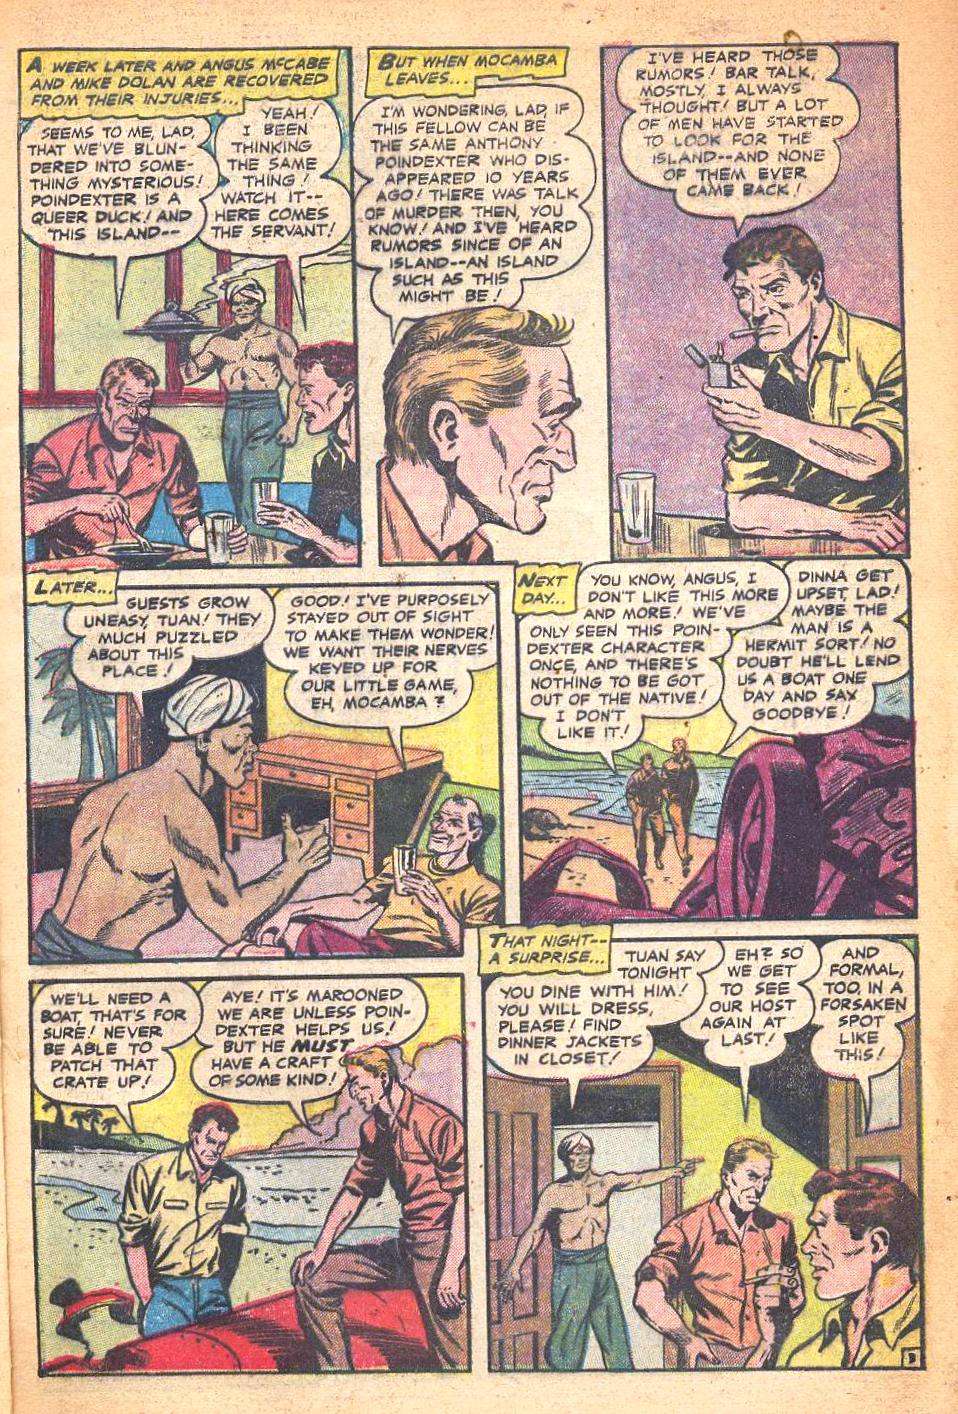 A WEEK LATER AND ANGUS McCABE
AND MIKE DOLAN ARE RECOVERED
FROM THEIR INJURIES...
SEEMS TO ME, LAD,
THAT WE'VE BLUN-
DERED INTO SOME-
THING MYSTERIOUS!
POINDEXTER IS A
QUEER DUCK! AND
THIS ISLAND--
YEAH!
I BEEN
THINKING
THE SAME
THING!
WATCH IT--
HERE COMES
THE SERVANT!
BUT WHEN MOCAMBA
LEAVES...
I'M WONDERING, LAD, IF
THIS FELLOW CAN BE
THE SAME ANTHONY
POINDEXTER WHO DIS-
APPEARED 10 YEARS
AGO! THERE WAS TALK
OF MURDER THEN, YOU
KNOW! AND I'VE HEARD
RUMORS SINCE OF AN
ISLAND--AN ISLAND
SUCH AS THIS
MIGHT BE!
I'VE HEARD THOSE
RUMORS! BAR TALK,
MOSTLY, I ALWAYS
THOUGHT! BUT A LOT
OF MEN HAVE STARTED
TO LOOK FOR THE
ISLAND--AND NONE
OF THEM EVER
CAME BACK!
LATER...
GUESTS GROW
UNEASY, TUAN! THEY
MUCH PUZZLED
ABOUT THIS
PLACE!
GOOD! I'VE PURPOSELY
STAYED OUT OF SIGHT
TO MAKE THEM WONDER!
WE WANT THEIR NERVES
KEYED UP FOR
OUR LITTLE GAME,
EH, MOCAMBA?
NEXT
DAY...
YOU KNOW, ANGUS, I
DON'T LIKE THIS MORE
AND MORE! WE'VE
ONLY SEEN THIS POIN-
DEXTER CHARACTER
ONCE, AND THERE'S
NOTHING TO BE GOT
OUT OF THE NATIVE!
I DON'T
LIKE IT!
DINNA GET
UPSET, LAD!
MAYBE THE
MAN IS A
HERMIT SORT! NO
DOUBT HE'LL LEND
US A BOAT ONE
DAY AND SAY
GOODBYE!
WE'LL NEED A
BOAT, THAT'S FOR
SURE! NEVER
BE ABLE TO
PATCH THAT
CRATE UP!
AYE! IT'S MAROONED
WE ARE UNLESS POIN-
DEXTER HELPS US!
BUT HE MUST
HAVE A CRAFT
OF SOME KIND!
THAT NIGHT--
A SURPRISE...
TUAN SAY
TONIGHT
YOU DINE WITH HIM!
YOU WILL DRESS,
PLEASE! FIND
DINNER JACKETS
IN CLOSET!
EH? SO
WE GET
TO SEE
OUR HOST
AGAIN AT
LAST!
AND
FORMAL,
TOO, IN A
FORSAKEN
SPOT
LIKE
THIS!
3